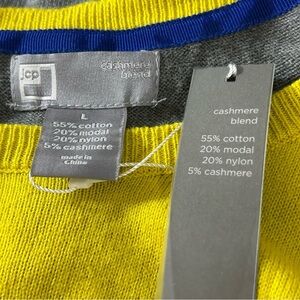 jcp
cashmere
blend
L
55% cotton
20% modal
20% nylon
5% cashmere
made in
China
cashmere
blend
55% cotton
20% modal
20% nylon
5% cashmere